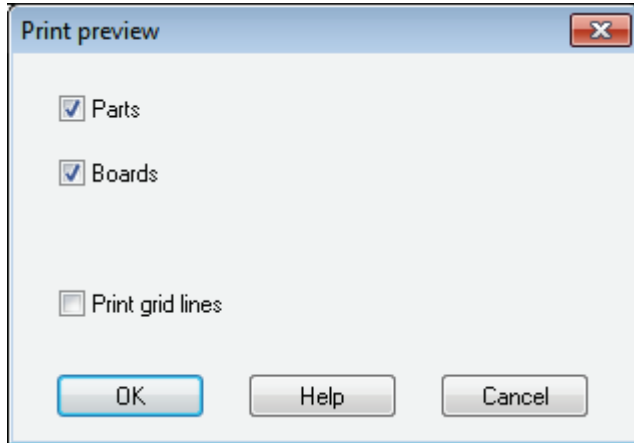 Print preview
Parts
Boards
Print grid lines
OK Help Cancel